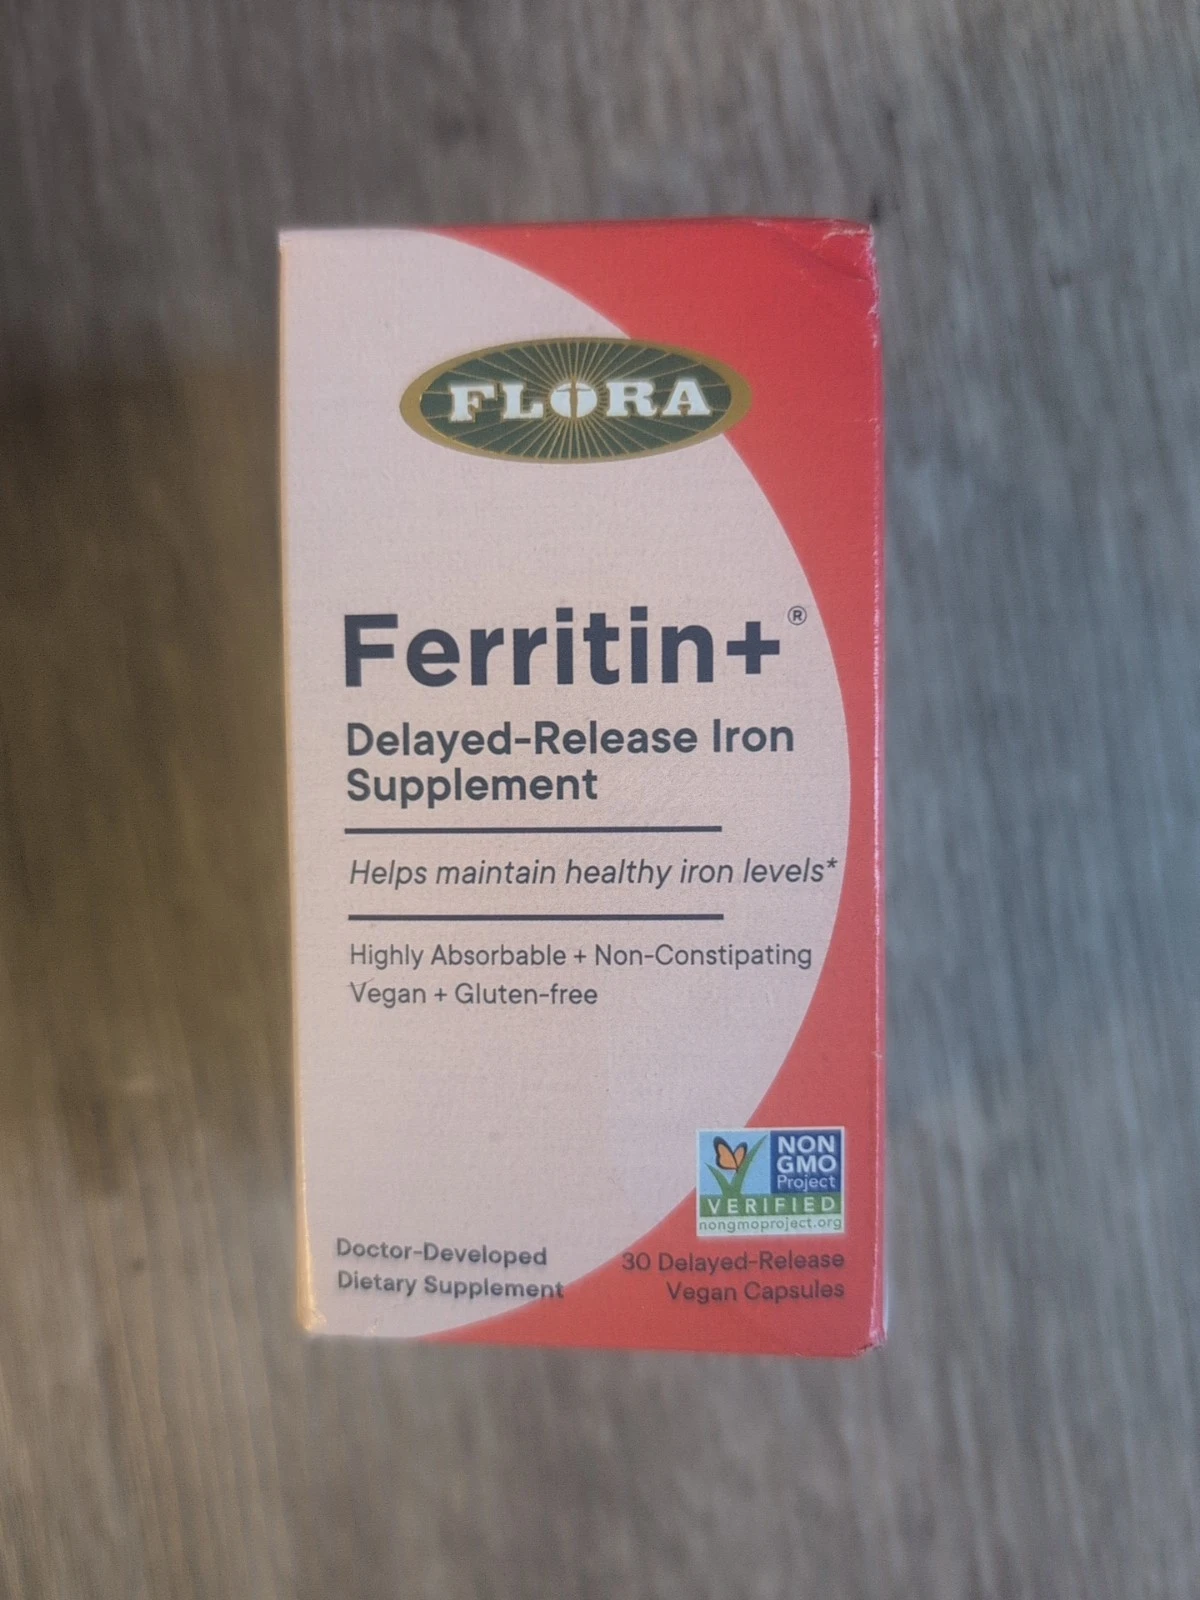 FLORA
Ferritin+®
Delayed-Release Iron
Supplement
Helps maintain healthy iron levels*
Highly Absorbable + Non-Constipating
Vegan + Gluten-free
NON
GMO
Project
VERIFIED
nongmoproject.org
Doctor-Developed
Dietary Supplement
30 Delayed-Release
Vegan Capsules